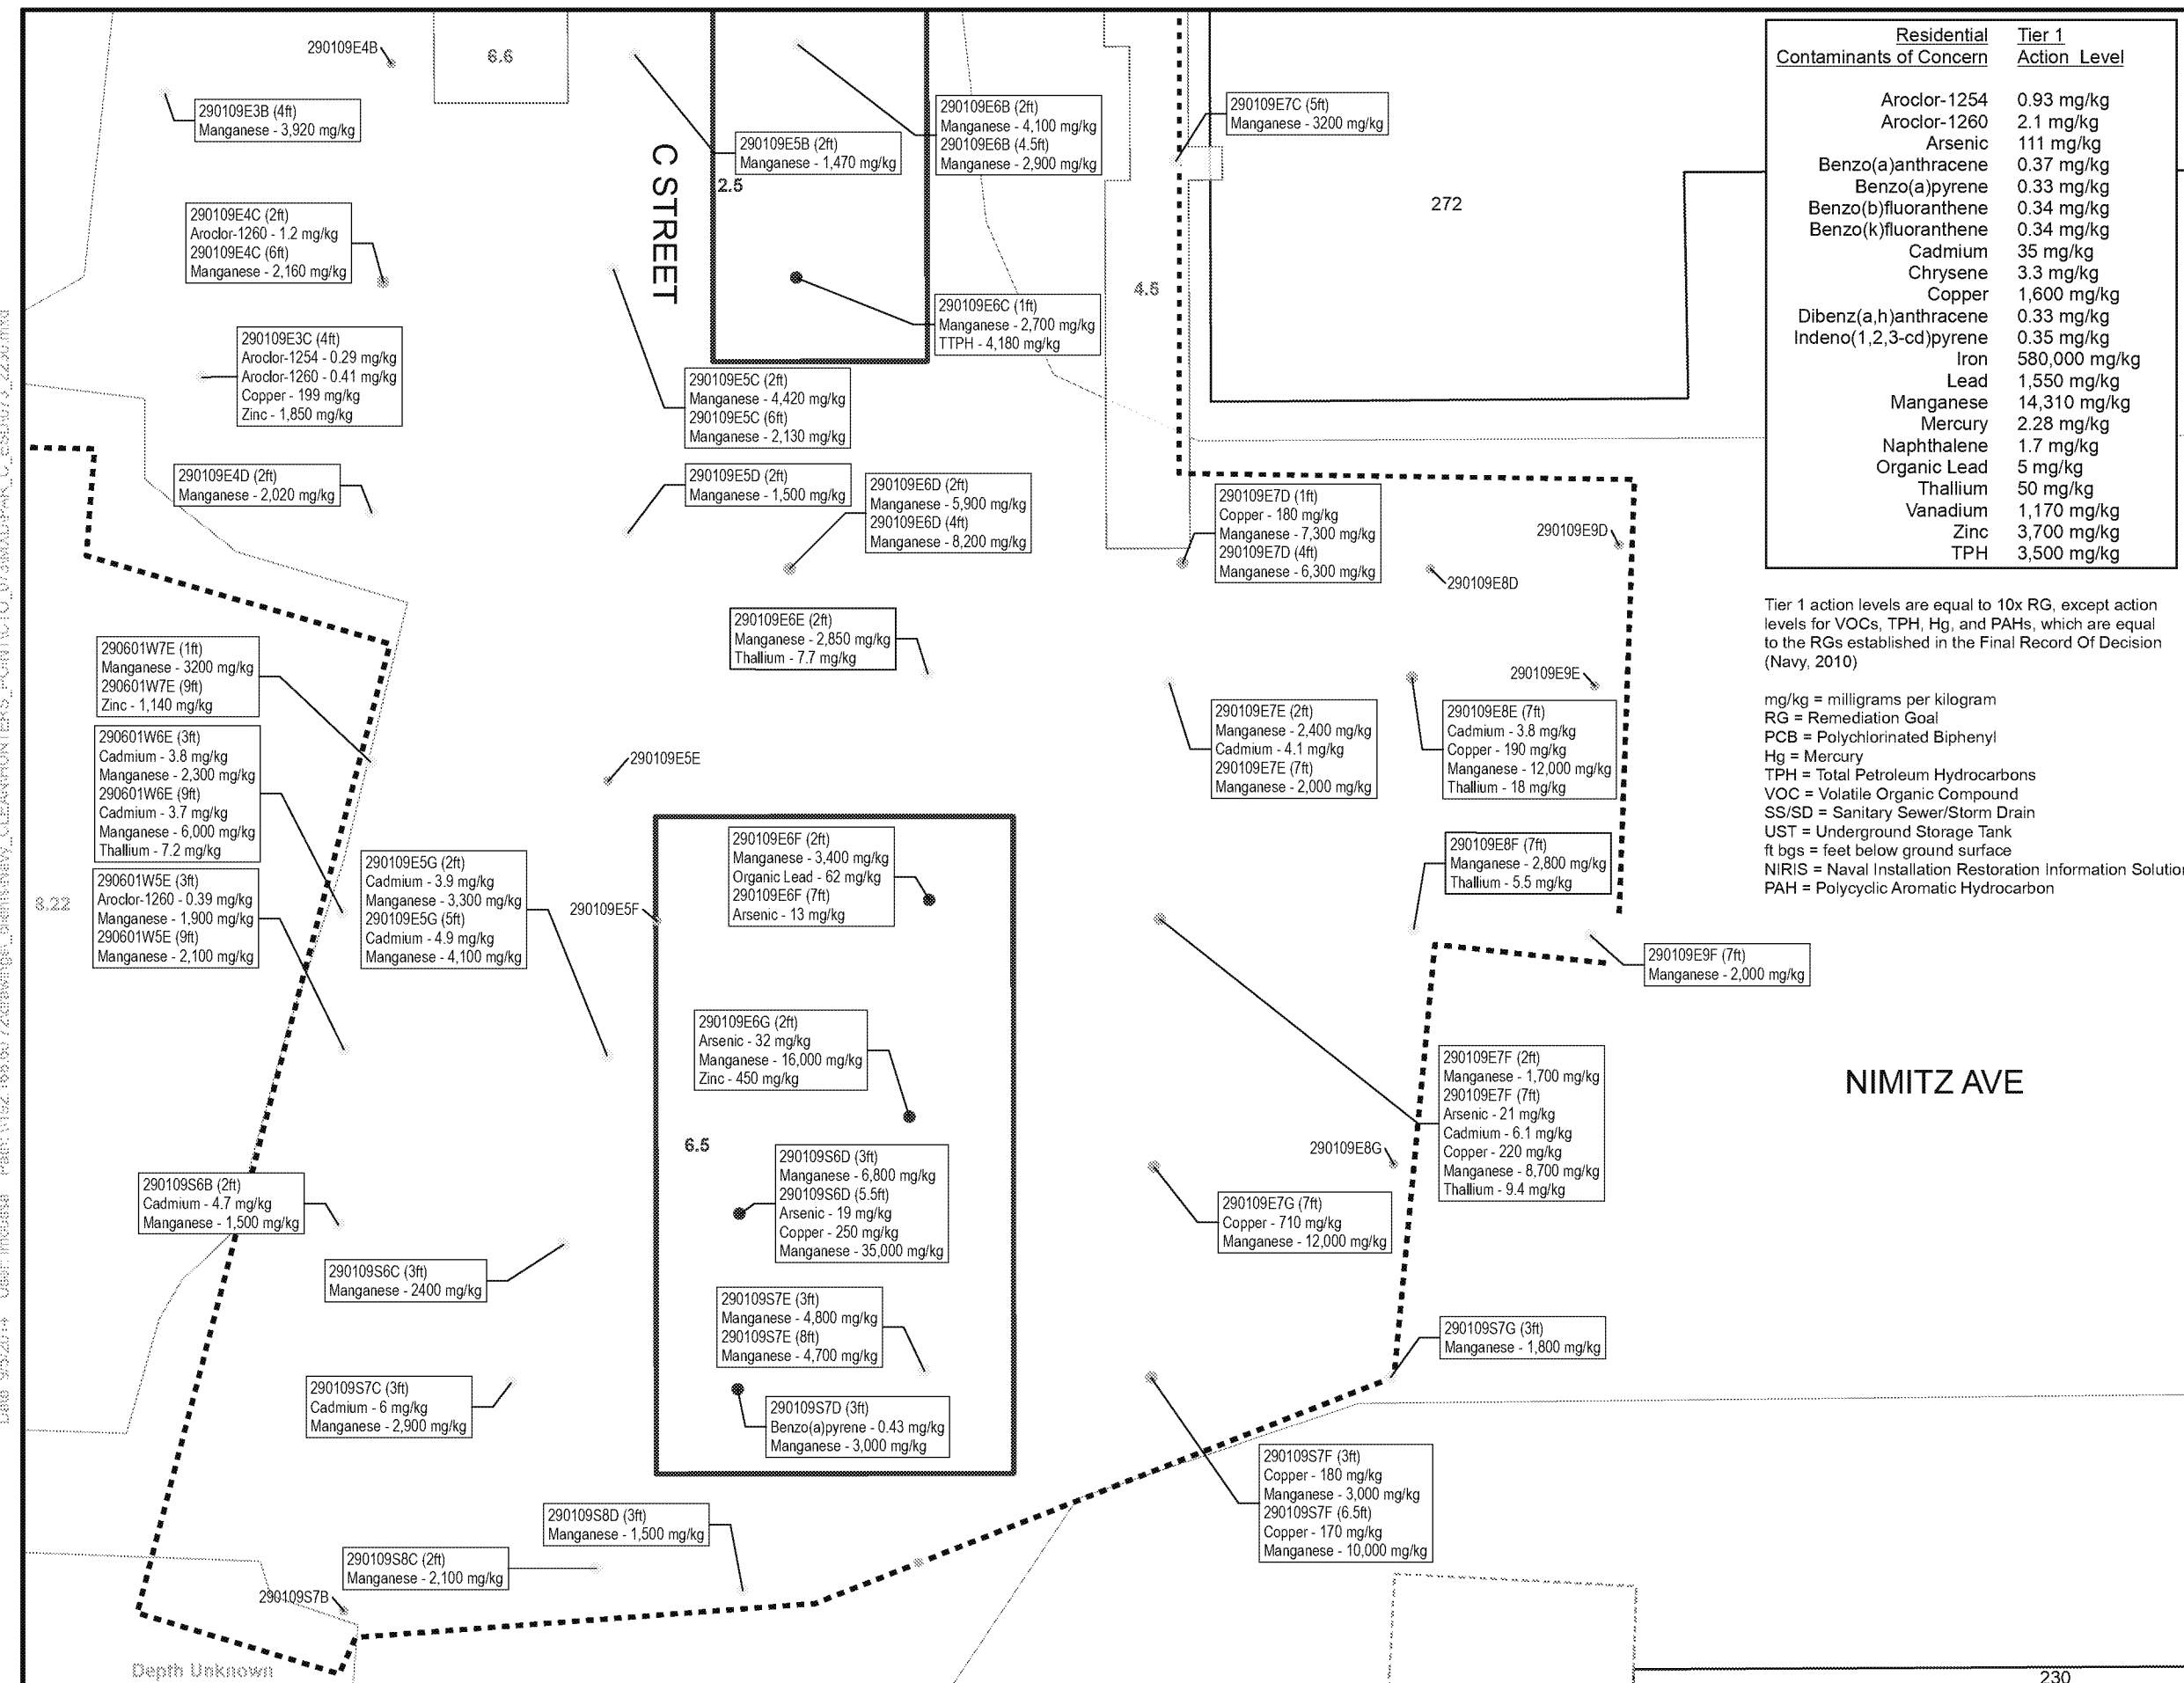 290109E4B
6.6
290109E3B (4ft)
Manganese - 3,920 mg/kg
C STREET
290109E5B (2ft)
Manganese - 1,470 mg/kg
2.5
290109E6B (2ft)
Manganese - 4,100 mg/kg
290109E6B (4.5ft)
Manganese - 2,900 mg/kg
290109E7C (5ft)
Manganese - 3200 mg/kg
272
4.5
290109E4C (2ft)
Aroclor-1260 - 1.2 mg/kg
290109E4C (6ft)
Manganese - 2,160 mg/kg
290109E6C (1ft)
Manganese - 2,700 mg/kg
TTPH - 4,180 mg/kg
290109E3C (4ft)
Aroclor-1254 - 0.29 mg/kg
Aroclor-1260 - 0.41 mg/kg
Copper - 199 mg/kg
Zinc - 1,850 mg/kg
290109E5C (2ft)
Manganese - 4,420 mg/kg
290109E5C (6ft)
Manganese - 2,130 mg/kg
290109E4D (2ft)
Manganese - 2,020 mg/kg
290109E5D (2ft)
Manganese - 1,500 mg/kg
290109E6D (2ft)
Manganese - 5,900 mg/kg
290109E6D (4ft)
Manganese - 8,200 mg/kg
290109E7D (1ft)
Copper - 180 mg/kg
Manganese - 7,300 mg/kg
290109E7D (4ft)
Manganese - 6,300 mg/kg
290109E9D
290109E8D
290109E6E (2ft)
Manganese - 2,850 mg/kg
Thallium - 7.7 mg/kg
290601W7E (1ft)
Manganese - 3200 mg/kg
290601W7E (9ft)
Zinc - 1,140 mg/kg
290109E9E
290109E7E (2ft)
Manganese - 2,400 mg/kg
Cadmium - 4.1 mg/kg
290109E7E (7ft)
Manganese - 2,000 mg/kg
290109E8E (7ft)
Cadmium - 3.8 mg/kg
Copper - 190 mg/kg
Manganese - 12,000 mg/kg
Thallium - 18 mg/kg
290601W6E (3ft)
Cadmium - 3.8 mg/kg
Manganese - 2,300 mg/kg
290601W6E (9ft)
Cadmium - 3.7 mg/kg
Manganese - 6,000 mg/kg
Thallium - 7.2 mg/kg
290109E5E
290109E6F (2ft)
Manganese - 3,400 mg/kg
Organic Lead - 62 mg/kg
290109E6F (7ft)
Arsenic - 13 mg/kg
290109E8F (7ft)
Manganese - 2,800 mg/kg
Thallium - 5.5 mg/kg
8.22
290601W5E (3ft)
Aroclor-1260 - 0.39 mg/kg
Manganese - 1,900 mg/kg
290601W5E (9ft)
Manganese - 2,100 mg/kg
290109E5G (2ft)
Cadmium - 3.9 mg/kg
Manganese - 3,300 mg/kg
290109E5G (5ft)
Cadmium - 4.9 mg/kg
Manganese - 4,100 mg/kg
290109E5F
290109E9F (7ft)
Manganese - 2,000 mg/kg
290109E6G (2ft)
Arsenic - 32 mg/kg
Manganese - 16,000 mg/kg
Zinc - 450 mg/kg
6.5
290109E7F (2ft)
Manganese - 1,700 mg/kg
290109E7F (7ft)
Arsenic - 21 mg/kg
Cadmium - 6.1 mg/kg
Copper - 220 mg/kg
Manganese - 8,700 mg/kg
Thallium - 9.4 mg/kg
NIMITZ AVE
290109E8G
290109S6D (3ft)
Manganese - 6,800 mg/kg
290109S6D (5.5ft)
Arsenic - 19 mg/kg
Copper - 250 mg/kg
Manganese - 35,000 mg/kg
290109S6B (2ft)
Cadmium - 4.7 mg/kg
Manganese - 1,500 mg/kg
290109E7G (7ft)
Copper - 710 mg/kg
Manganese - 12,000 mg/kg
290109S6C (3ft)
Manganese - 2400 mg/kg
290109S7E (3ft)
Manganese - 4,800 mg/kg
290109S7E (8ft)
Manganese - 4,700 mg/kg
290109S7G (3ft)
Manganese - 1,800 mg/kg
290109S7C (3ft)
Cadmium - 6 mg/kg
Manganese - 2,900 mg/kg
290109S7D (3ft)
Benzo(a)pyrene - 0.43 mg/kg
Manganese - 3,000 mg/kg
290109S7F (3ft)
Copper - 180 mg/kg
Manganese - 3,000 mg/kg
290109S7F (6.5ft)
Copper - 170 mg/kg
Manganese - 10,000 mg/kg
290109S8D (3ft)
Manganese - 1,500 mg/kg
290109S8C (2ft)
Manganese - 2,100 mg/kg
290109S7B
Depth Unknown
230
Residential Tier 1
Contaminants of Concern Action Level
Aroclor-1254 0.93 mg/kg
Aroclor-1260 2.1 mg/kg
Arsenic 111 mg/kg
Benzo(a)anthracene 0.37 mg/kg
Benzo(a)pyrene 0.33 mg/kg
Benzo(b)fluoranthene 0.34 mg/kg
Benzo(k)fluoranthene 0.34 mg/kg
Cadmium 35 mg/kg
Chrysene 3.3 mg/kg
Copper 1,600 mg/kg
Dibenz(a,h)anthracene 0.33 mg/kg
Indeno(1,2,3-cd)pyrene 0.35 mg/kg
Iron 580,000 mg/kg
Lead 1,550 mg/kg
Manganese 14,310 mg/kg
Mercury 2.28 mg/kg
Naphthalene 1.7 mg/kg
Organic Lead 5 mg/kg
Thallium 50 mg/kg
Vanadium 1,170 mg/kg
Zinc 3,700 mg/kg
TPH 3,500 mg/kg
Tier 1 action levels are equal to 10x RG, except action
levels for VOCs, TPH, Hg, and PAHs, which are equal
to the RGs established in the Final Record Of Decision
(Navy, 2010)
mg/kg = milligrams per kilogram
RG = Remediation Goal
PCB = Polychlorinated Biphenyl
Hg = Mercury
TPH = Total Petroleum Hydrocarbons
VOC = Volatile Organic Compound
SS/SD = Sanitary Sewer/Storm Drain
UST = Underground Storage Tank
ft bgs = feet below ground surface
NIRIS = Naval Installation Restoration Information Solution
PAH = Polycyclic Aromatic Hydrocarbon